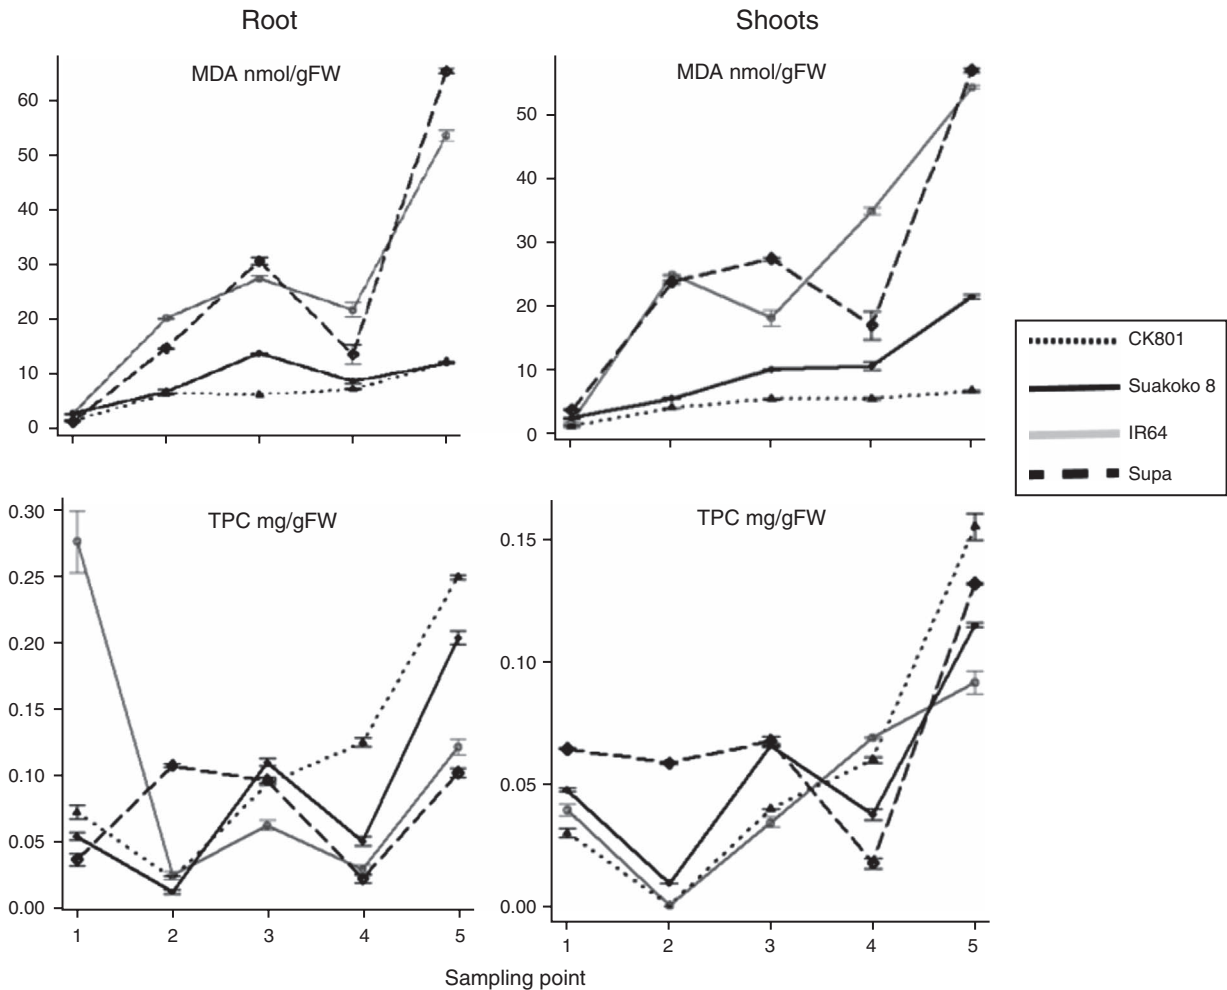 Root
Shoots
MDA nmol/gFW
60
50
40
30
20
10
0
MDA nmol/gFW
50
40
30
20
10
0
CK801
Suakoko 8
IR64
Supa
TPC mg/gFW
0.30
0.25
0.20
0.15
0.10
0.05
0.00
1 2 3 4 5
TPC mg/gFW
0.15
0.10
0.05
0.00
1 2 3 4 5
Sampling point